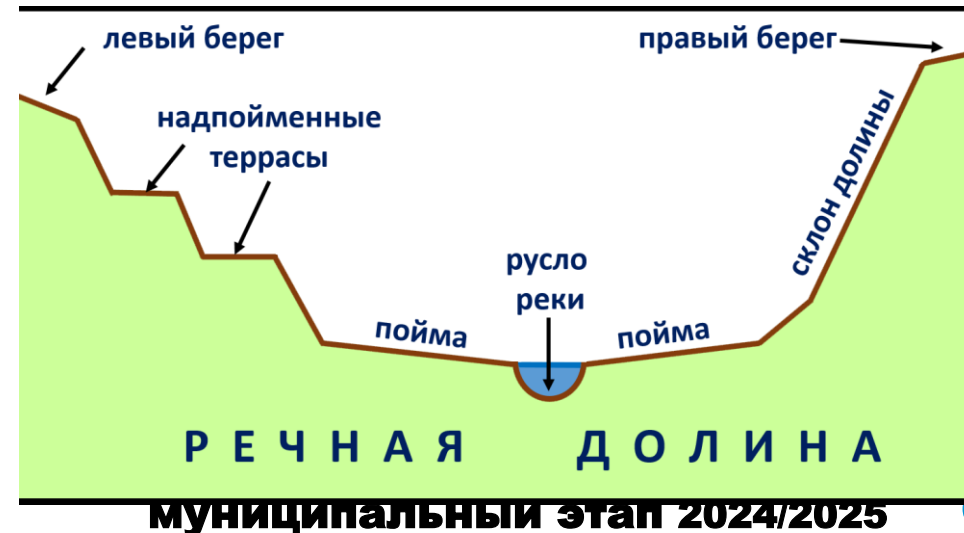 левый берег
правый берег
надпойменные
террасы
склон долины
русло
реки
пойма
пойма
РЕЧНАЯ ДОЛИНА
муниципальный этап 2024/2025